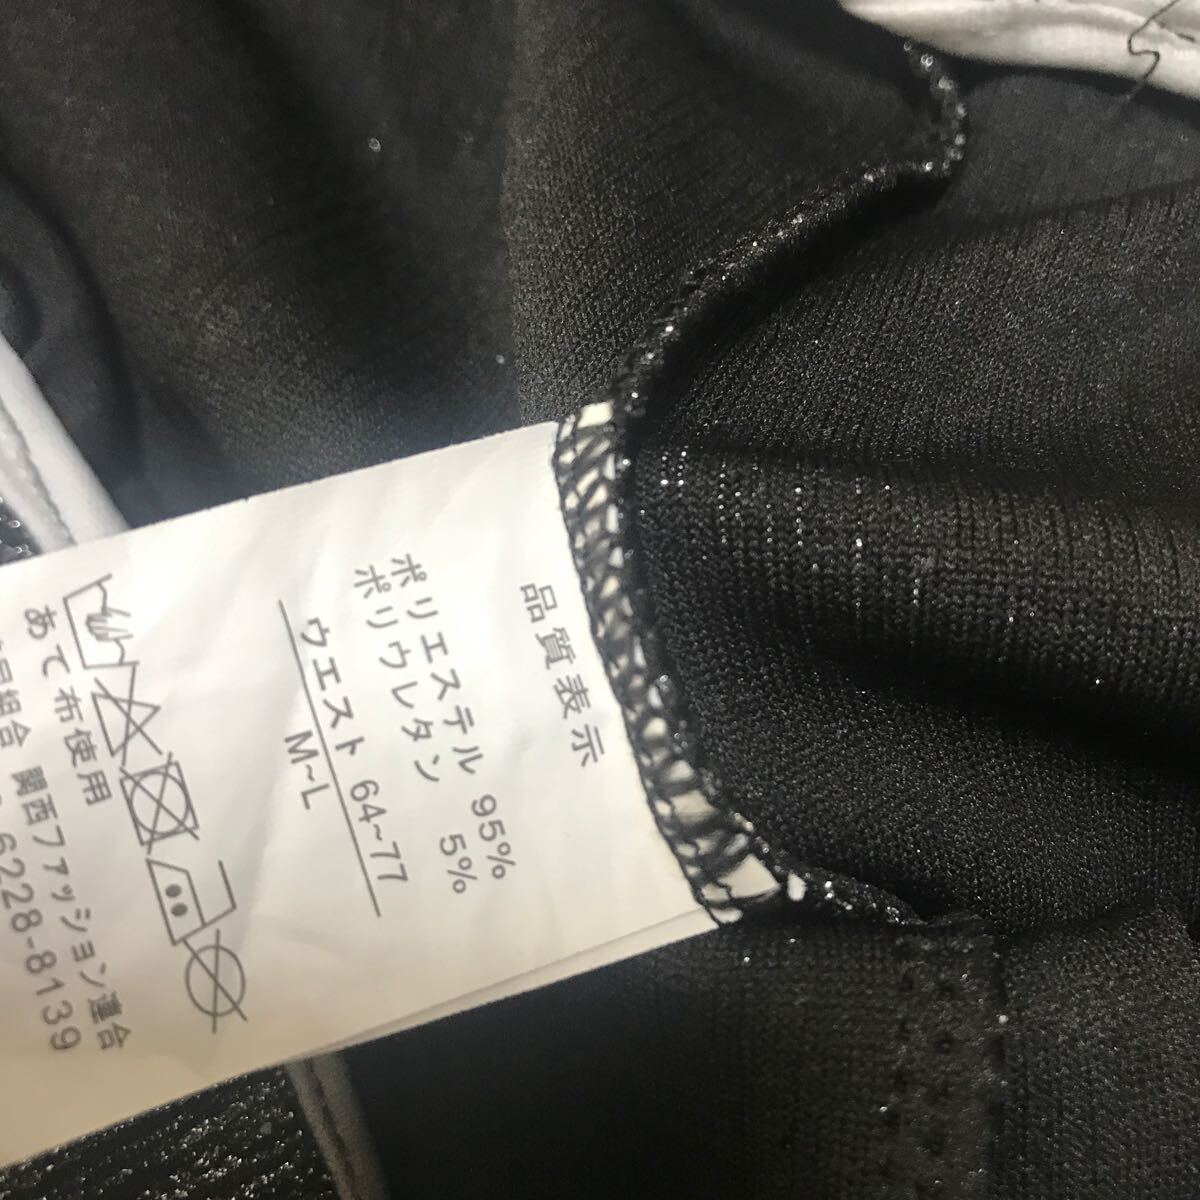 品質表示
ポリエステル 95%
ポリウレタン 5%
ウエスト 64~77
M~L
あて布使用
組合 関西ファッション連合
6228-8139